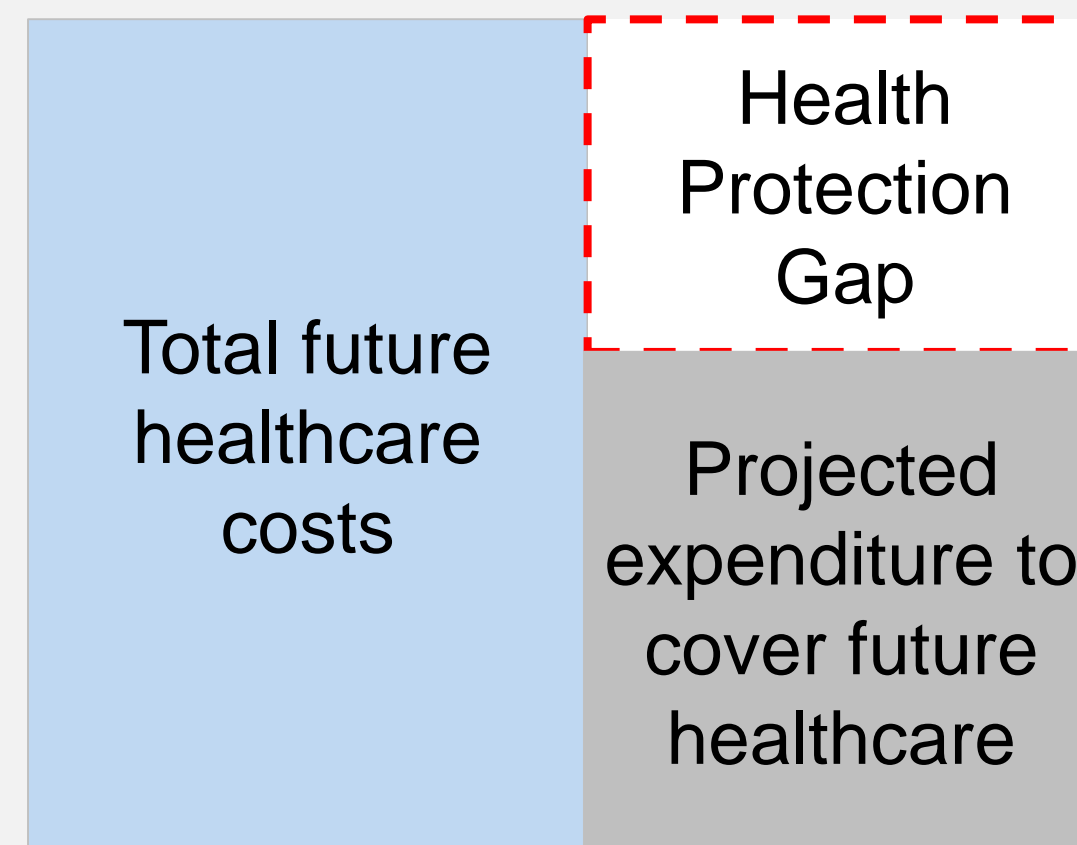 Total future
healthcare
costs
Health
Protection
Gap
Projected
expenditure to
cover future
healthcare